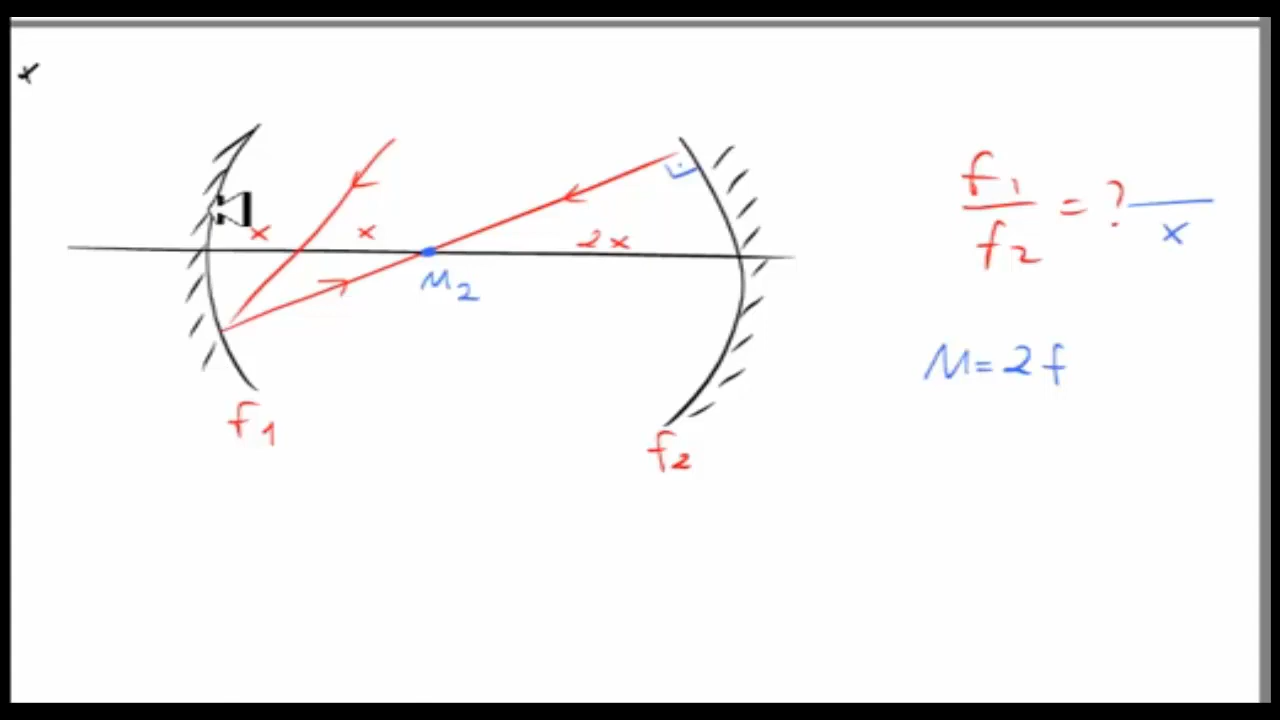 x
x x 2x
M₂
f₁
f₂
f₁/f₂ = ? —/x
M = 2f